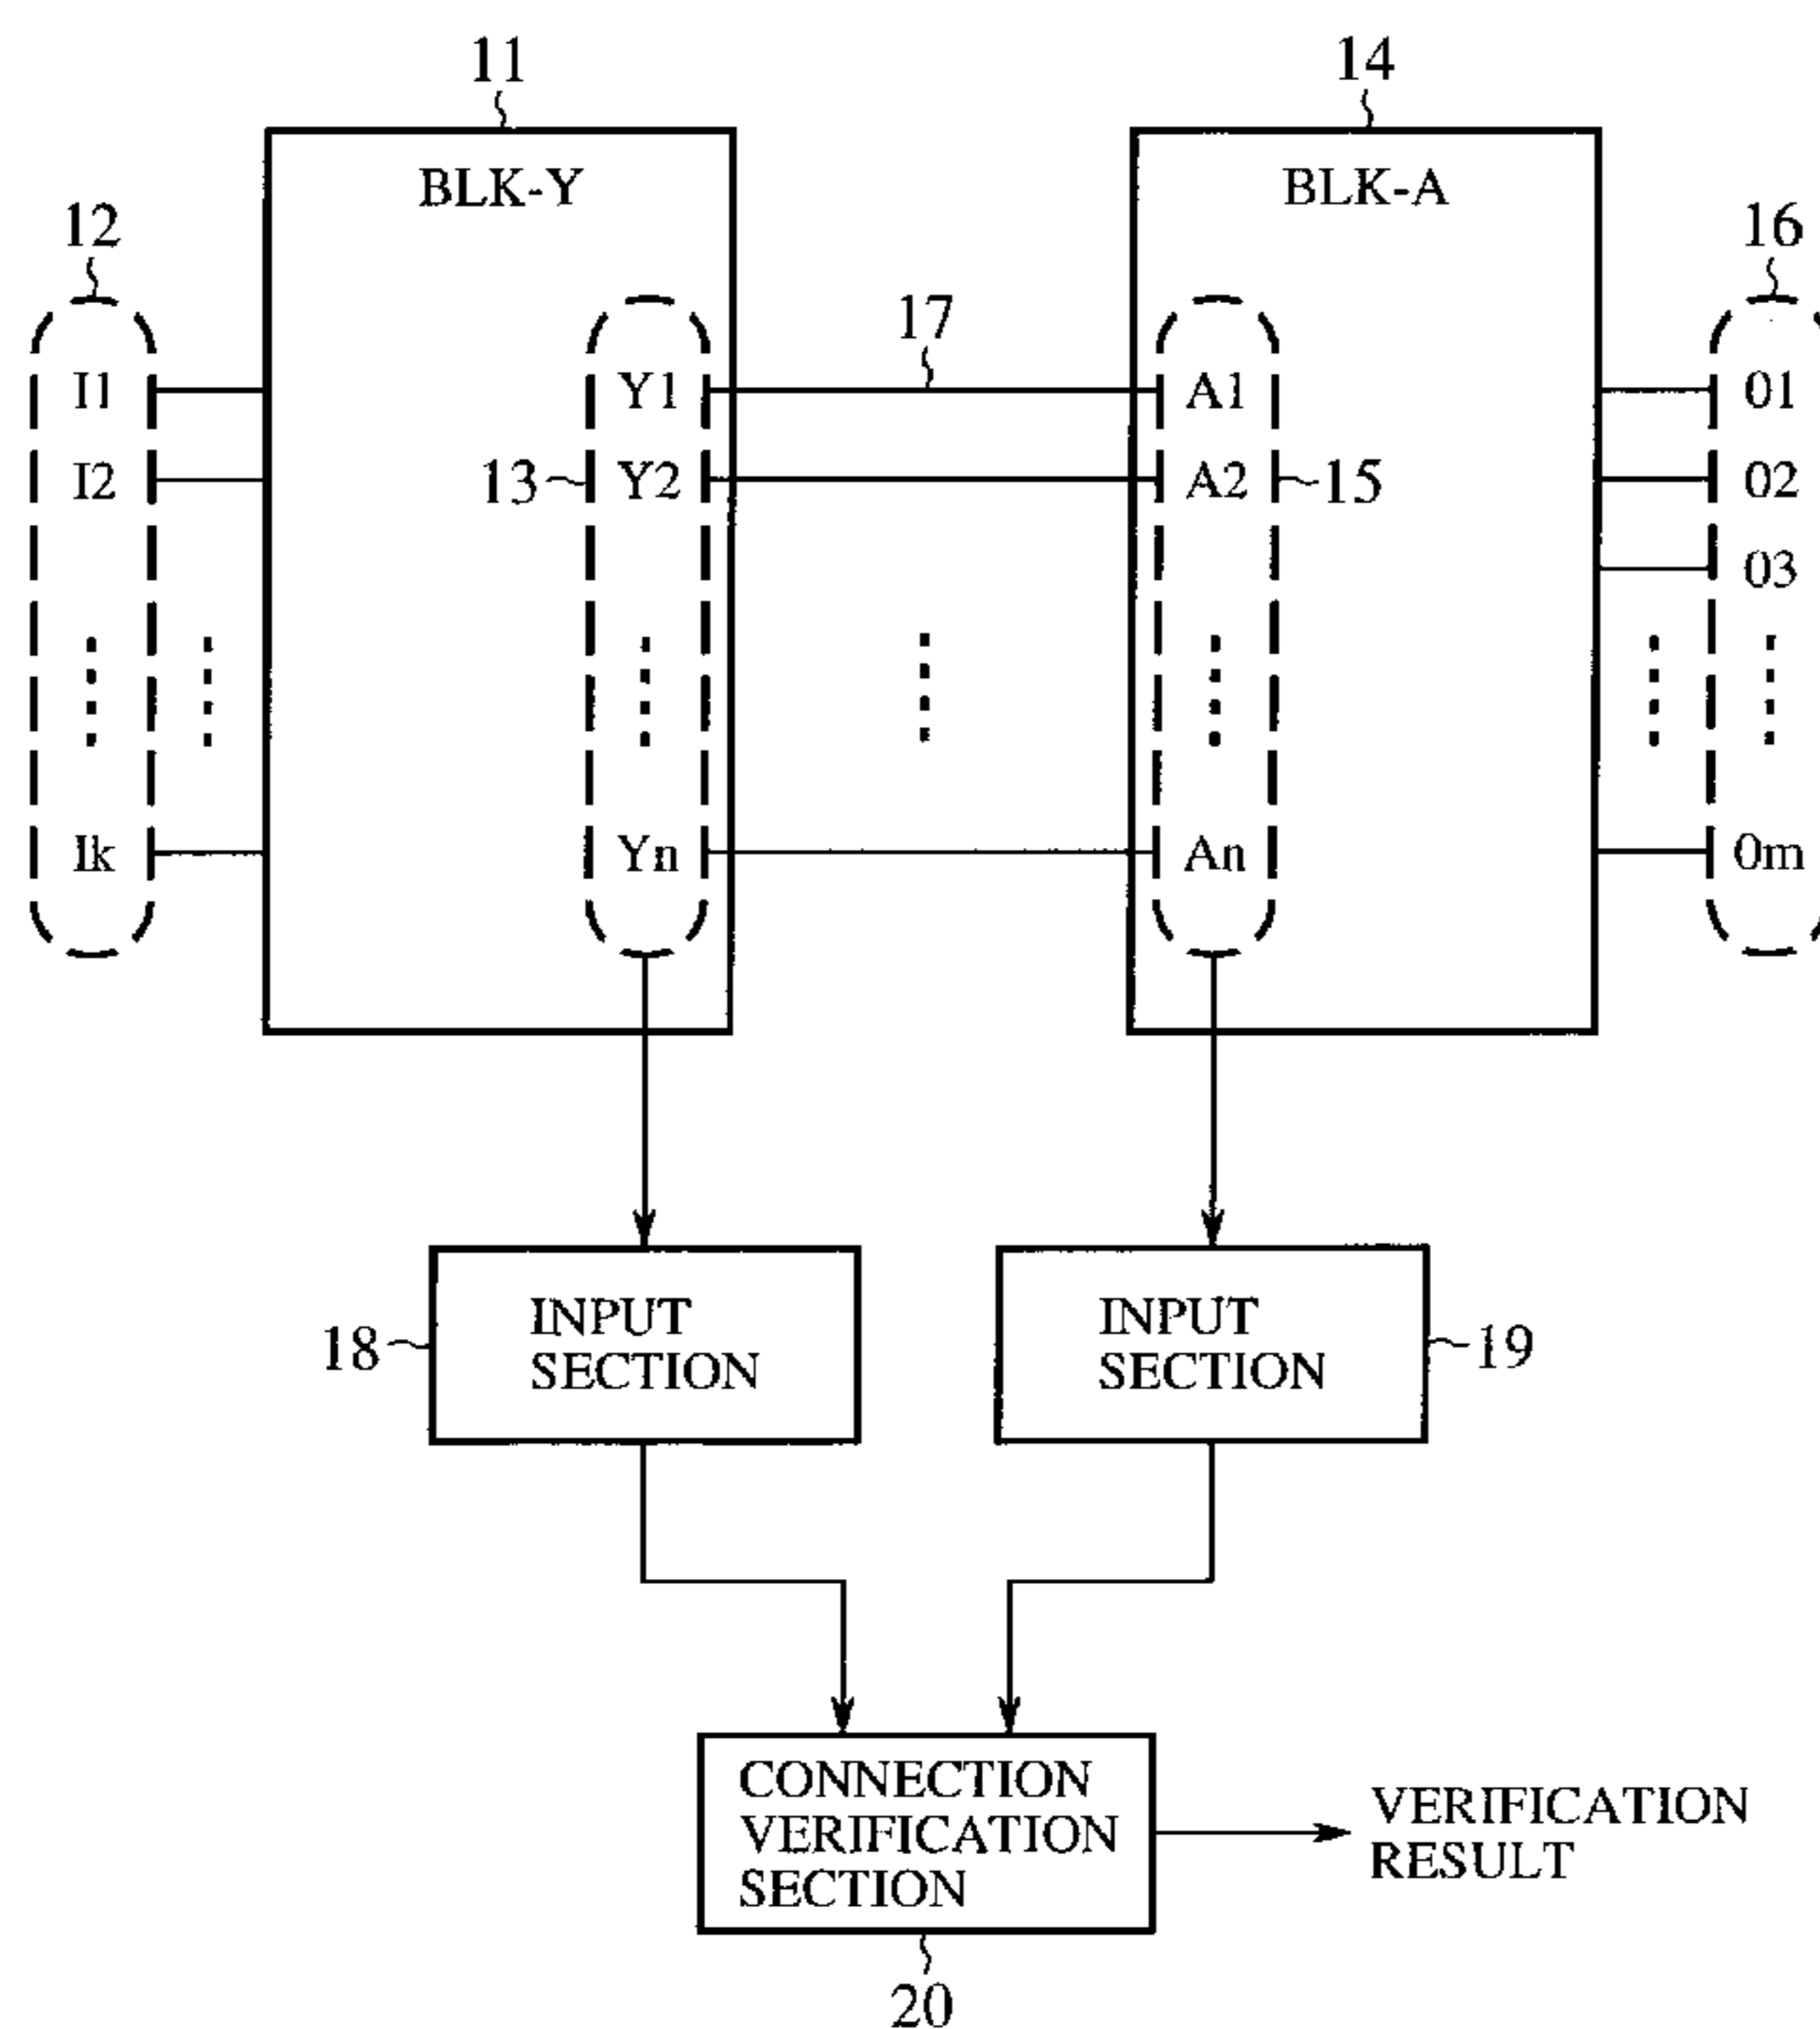 11
14
BLK-Y
BLK-A
12
16
17
I1
Y1
A1
01
I2
13
Y2
A2
15
02
03
Ik
Yn
An
0m
INPUT
SECTION
18
INPUT
SECTION
19
CONNECTION
VERIFICATION
SECTION
VERIFICATION
RESULT
20